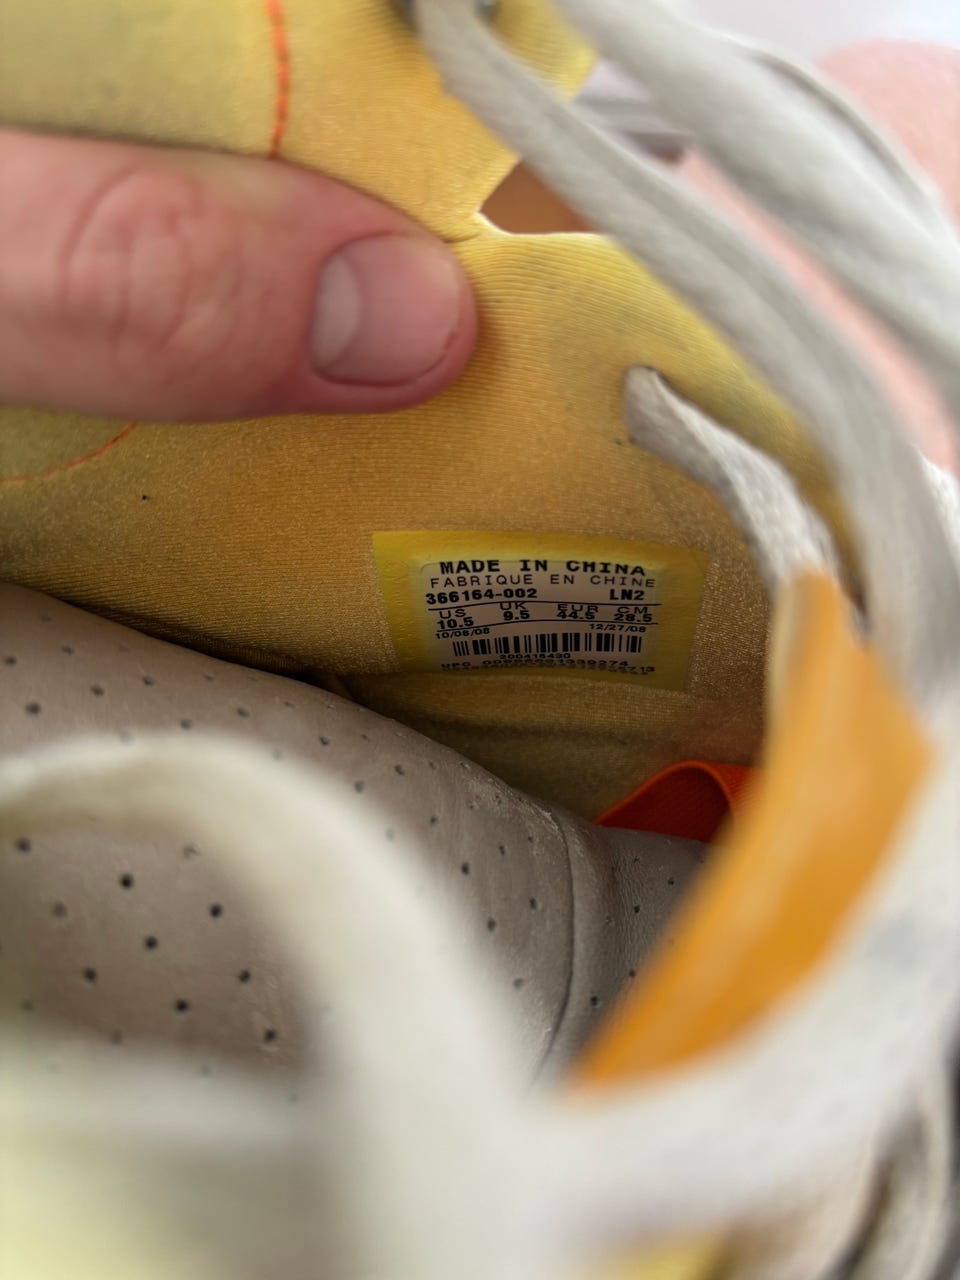 MADE IN CHINA
FABRIQUE EN CHINE
366164-002 LN2
US UK EUR CM
10.5 9.5 44.5 28.5
10/08/08 12/27/08